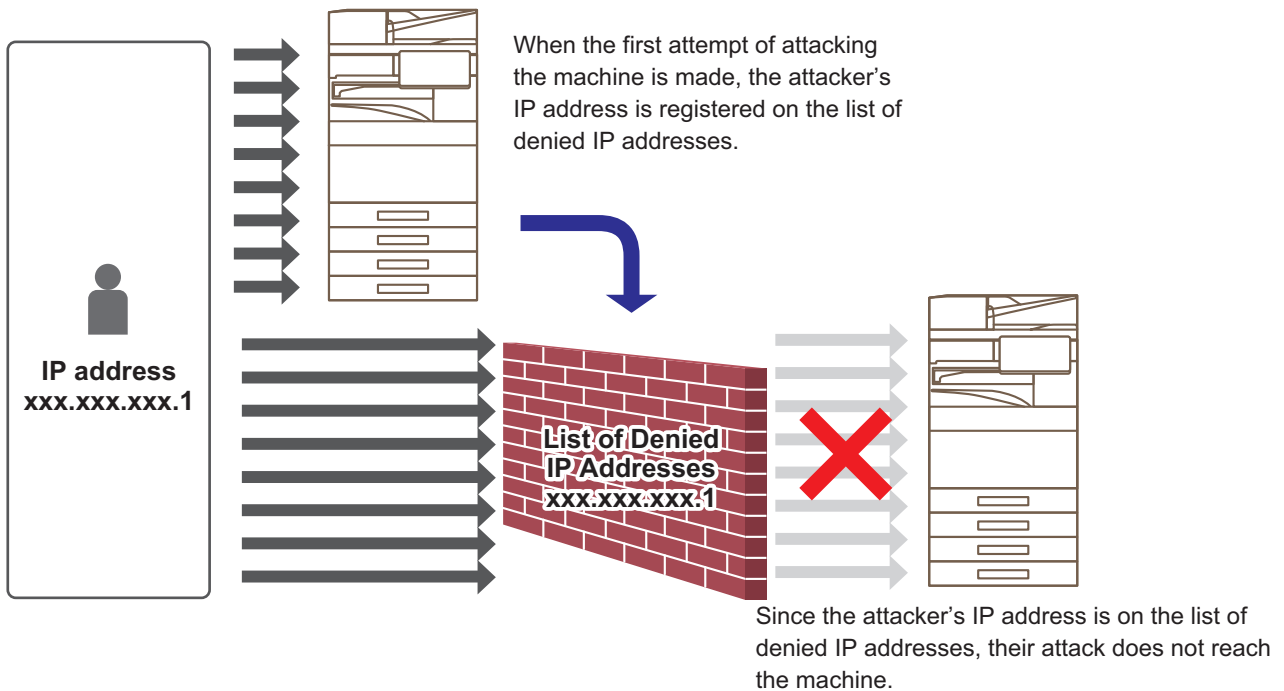 When the first attempt of attacking
the machine is made, the attacker’s
IP address is registered on the list of
denied IP addresses.
IP address
xxx.xxx.xxx.1
List of Denied
IP Addresses
xxx.xxx.xxx.1
Since the attacker’s IP address is on the list of
denied IP addresses, their attack does not reach
the machine.